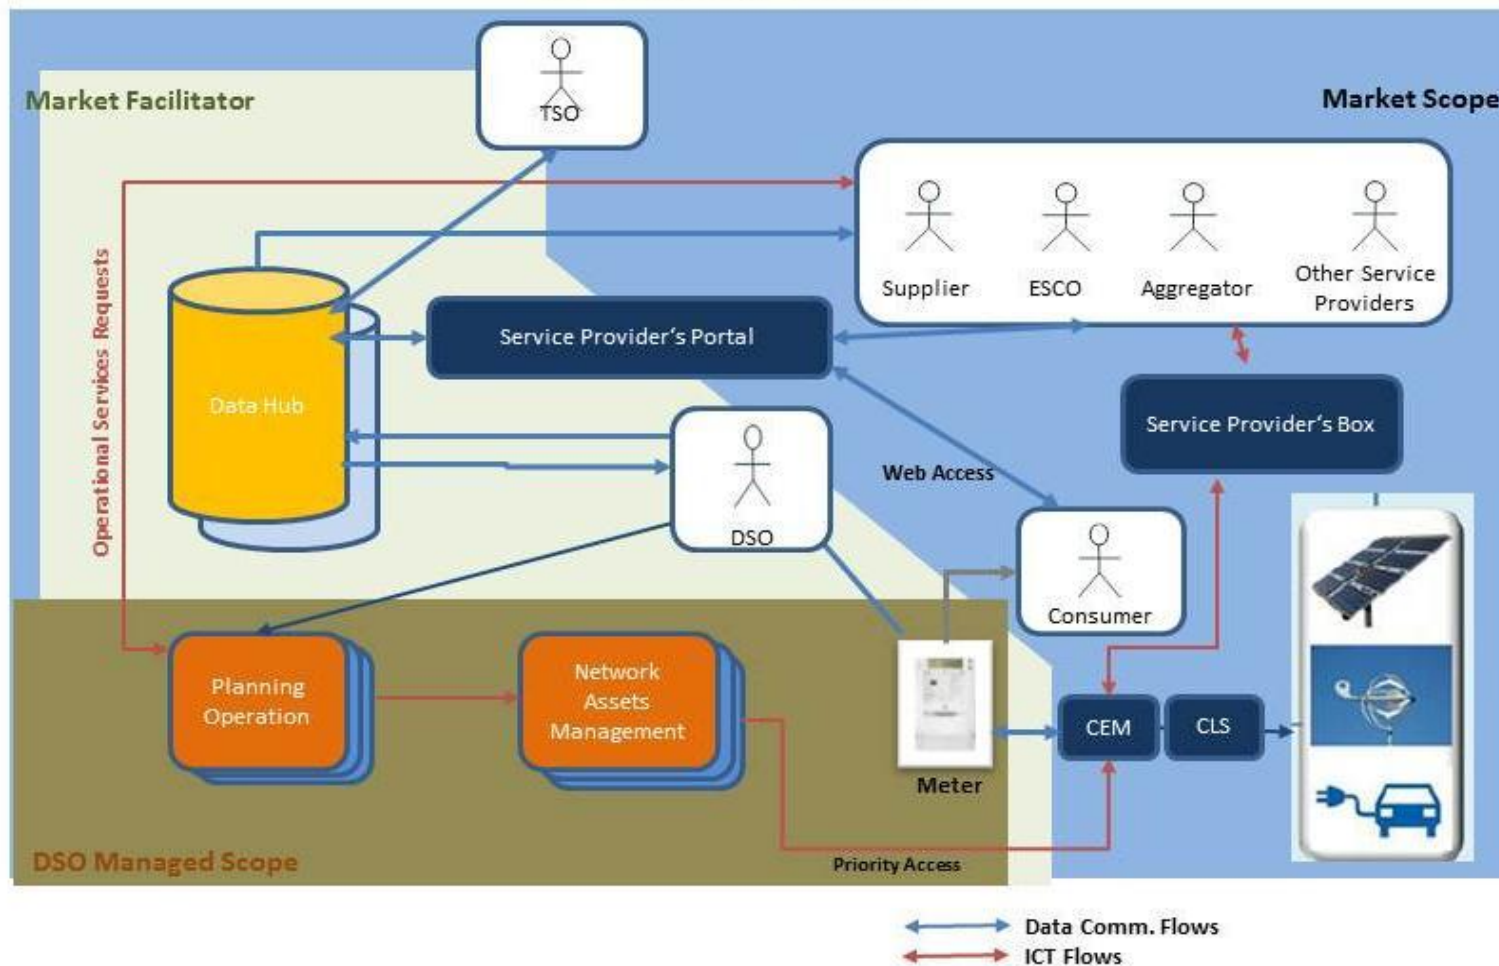 TSO
Market Facilitator
Market Scope
Supplier
ESCO
Aggregator
Other Service
Providers
Operational Services Requests
Service Provider's Portal
Data Hub
Service Provider's Box
Web Access
DSO
Consumer
Planning
Operation
Network
Assets
Management
CEM
CLS
Meter
DSO Managed Scope
Priority Access
Data Comm. Flows
ICT Flows